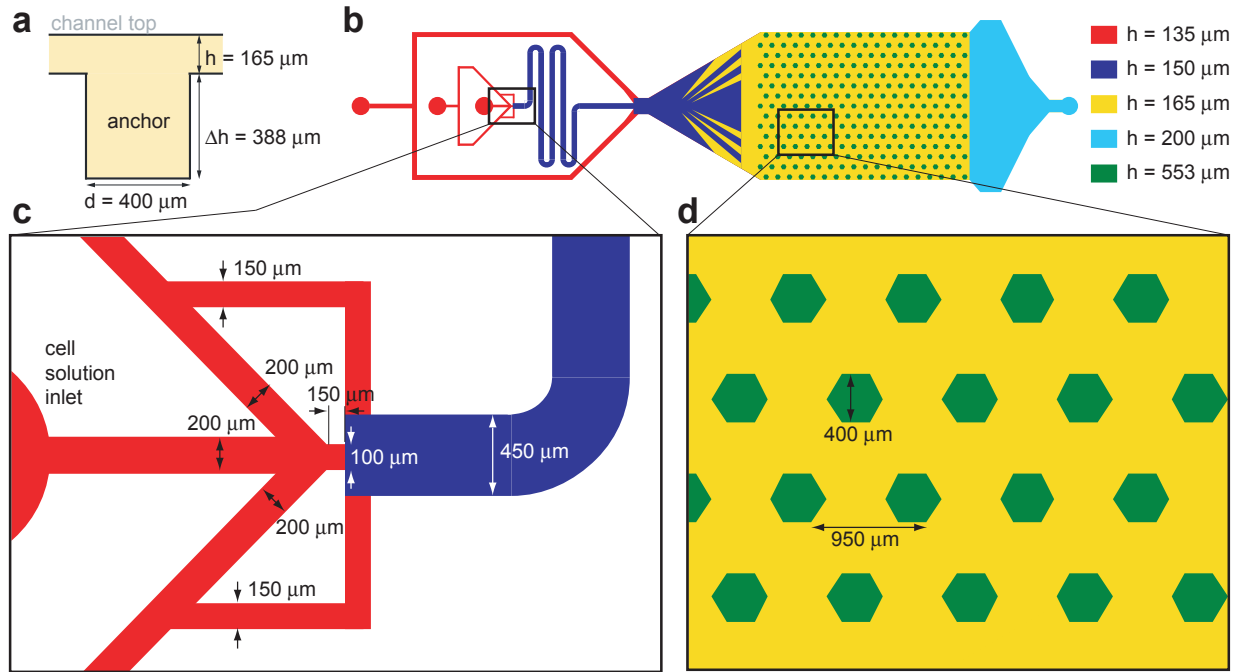 a
channel top
h = 165 μm
anchor
Δh = 388 μm
d = 400 μm
b
h = 135 μm
h = 150 μm
h = 165 μm
h = 200 μm
h = 553 μm
c
150 μm
cell
solution
inlet
200 μm
150 μm
200 μm
100 μm
450 μm
200 μm
150 μm
d
400 μm
950 μm